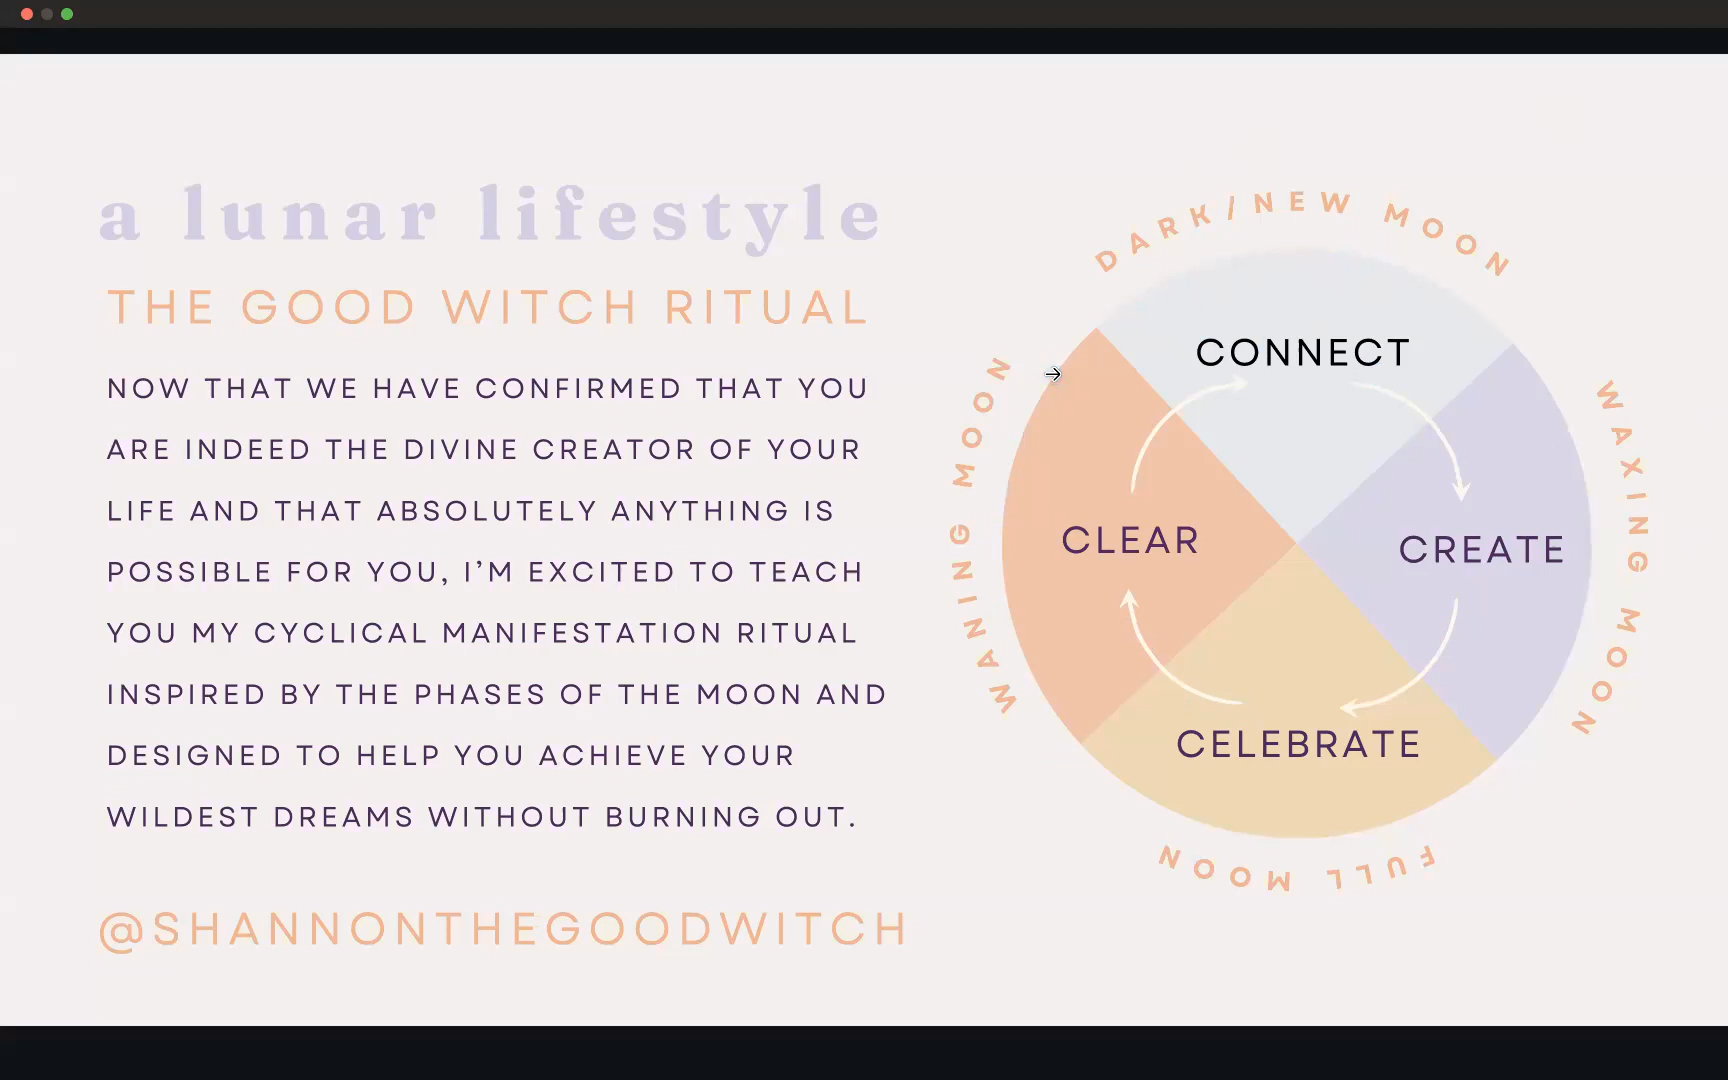 a lunar lifestyle
THE GOOD WITCH RITUAL
NOW THAT WE HAVE CONFIRMED THAT YOU
ARE INDEED THE DIVINE CREATOR OF YOUR
LIFE AND THAT ABSOLUTELY ANYTHING IS
POSSIBLE FOR YOU, I’M EXCITED TO TEACH
YOU MY CYCLICAL MANIFESTATION RITUAL
INSPIRED BY THE PHASES OF THE MOON AND
DESIGNED TO HELP YOU ACHIEVE YOUR
WILDEST DREAMS WITHOUT BURNING OUT.
@SHANNONTHEGOODWITCH
DARK/NEW MOON
CONNECT
WAXING MOON
CREATE
FULL MOON
CELEBRATE
WANING MOON
CLEAR